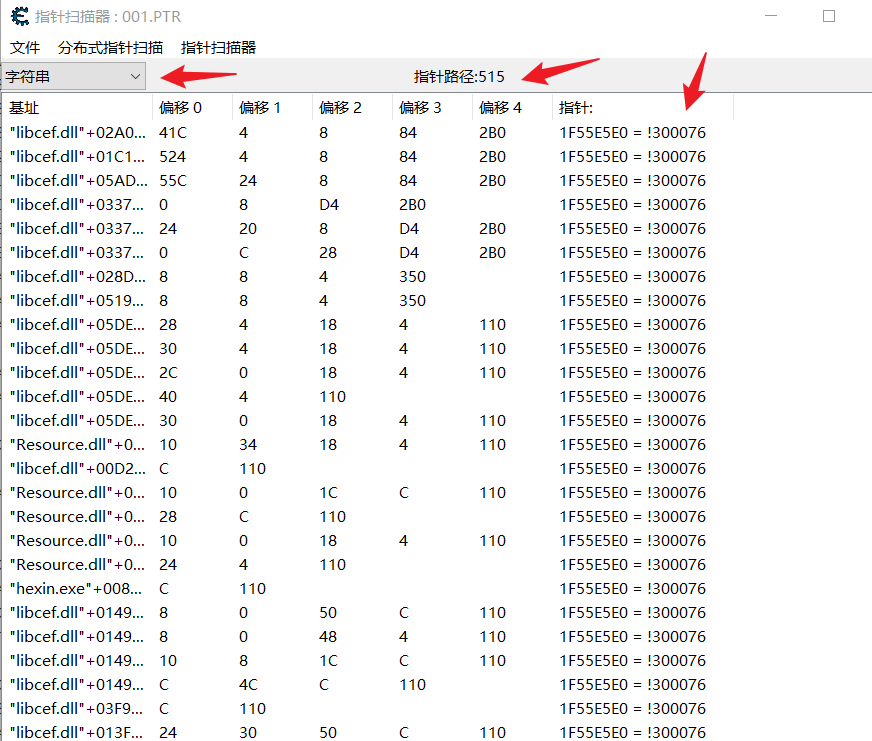 指针扫描器 : 001.PTR
文件 分布式指针扫描 指针扫描器
字符串 指针路径:515
基址 偏移 0 偏移 1 偏移 2 偏移 3 偏移 4 指针:
"libcef.dll"+02A0... 41C 4 8 84 2B0 1F55E5E0 = !300076
"libcef.dll"+01C1... 524 4 8 84 2B0 1F55E5E0 = !300076
"libcef.dll"+05AD... 55C 24 8 84 2B0 1F55E5E0 = !300076
"libcef.dll"+0337... 0 8 D4 2B0 1F55E5E0 = !300076
"libcef.dll"+0337... 24 20 8 D4 2B0 1F55E5E0 = !300076
"libcef.dll"+0337... 0 C 28 D4 2B0 1F55E5E0 = !300076
"libcef.dll"+028D... 8 8 4 350 1F55E5E0 = !300076
"libcef.dll"+0519... 8 8 4 350 1F55E5E0 = !300076
"libcef.dll"+05DE... 28 4 18 4 110 1F55E5E0 = !300076
"libcef.dll"+05DE... 30 4 18 4 110 1F55E5E0 = !300076
"libcef.dll"+05DE... 2C 0 18 4 110 1F55E5E0 = !300076
"libcef.dll"+05DE... 40 4 110 1F55E5E0 = !300076
"libcef.dll"+05DE... 30 0 18 4 110 1F55E5E0 = !300076
"Resource.dll"+0... 10 34 18 4 110 1F55E5E0 = !300076
"libcef.dll"+00D2... C 110 1F55E5E0 = !300076
"Resource.dll"+0... 10 0 1C C 110 1F55E5E0 = !300076
"Resource.dll"+0... 28 C 110 1F55E5E0 = !300076
"Resource.dll"+0... 10 0 18 4 110 1F55E5E0 = !300076
"Resource.dll"+0... 24 4 110 1F55E5E0 = !300076
"hexin.exe"+008... C 110 1F55E5E0 = !300076
"libcef.dll"+0149... 8 0 50 C 110 1F55E5E0 = !300076
"libcef.dll"+0149... 8 0 48 4 110 1F55E5E0 = !300076
"libcef.dll"+0149... 10 8 1C C 110 1F55E5E0 = !300076
"libcef.dll"+0149... C 4C C 110 1F55E5E0 = !300076
"libcef.dll"+03F9... C 110 1F55E5E0 = !300076
"libcef.dll"+013F... 24 30 50 C 110 1F55E5E0 = !300076